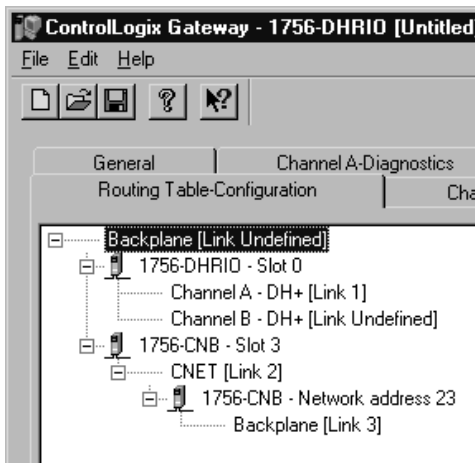 ControlLogix Gateway - 1756-DHRIO [Untitled
File Edit Help
General Channel A-Diagnostics
Routing Table-Configuration Cha
Backplane [Link Undefined]
1756-DHRIO - Slot 0
Channel A - DH+ [Link 1]
Channel B - DH+ [Link Undefined]
1756-CNB - Slot 3
CNET [Link 2]
1756-CNB - Network address 23
Backplane [Link 3]